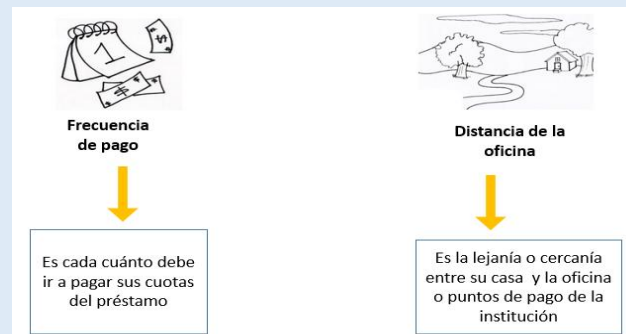 1
$
$
$
Frecuencia
de pago
Es cada cuánto debe
ir a pagar sus cuotas
del préstamo
Distancia de la
oficina
Es la lejanía o cercanía
entre su casa y la oficina
o puntos de pago de la
institución